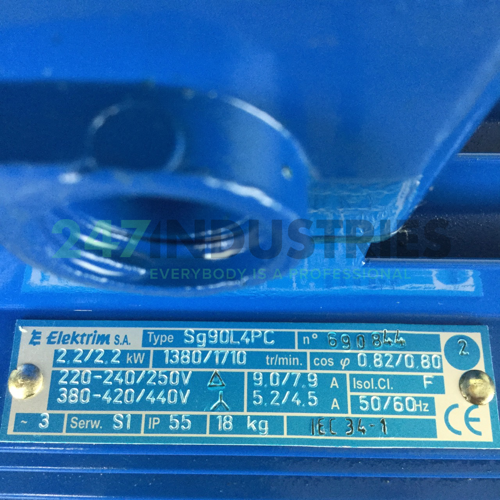 247INDUSTRIES
EVERYBODY IS A PIONEER
Elektrim S.A. Type Sg90L4PC n° 690844
2.2/2,2 kW 1380/1710 tr/min. cos φ 0.82/0.80 2
220-240/250V △ 9.0/7.9 A Isol.Cl. F
380-420/440V 5.2/4.5 A 50/60Hz
~ 3 Serw. S1 IP 55 18 kg IEC 34-1 CE